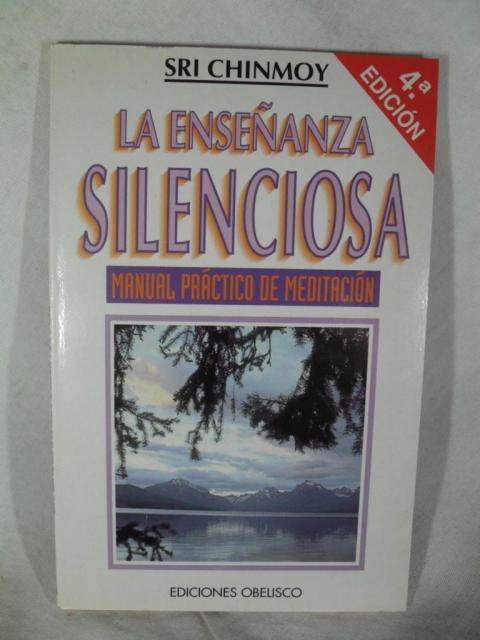 SRI CHINMOY
4.ª
EDICIÓN
LA ENSEÑANZA
SILENCIOSA
MANUAL PRÁCTICO DE MEDITACIÓN
EDICIONES OBELISCO